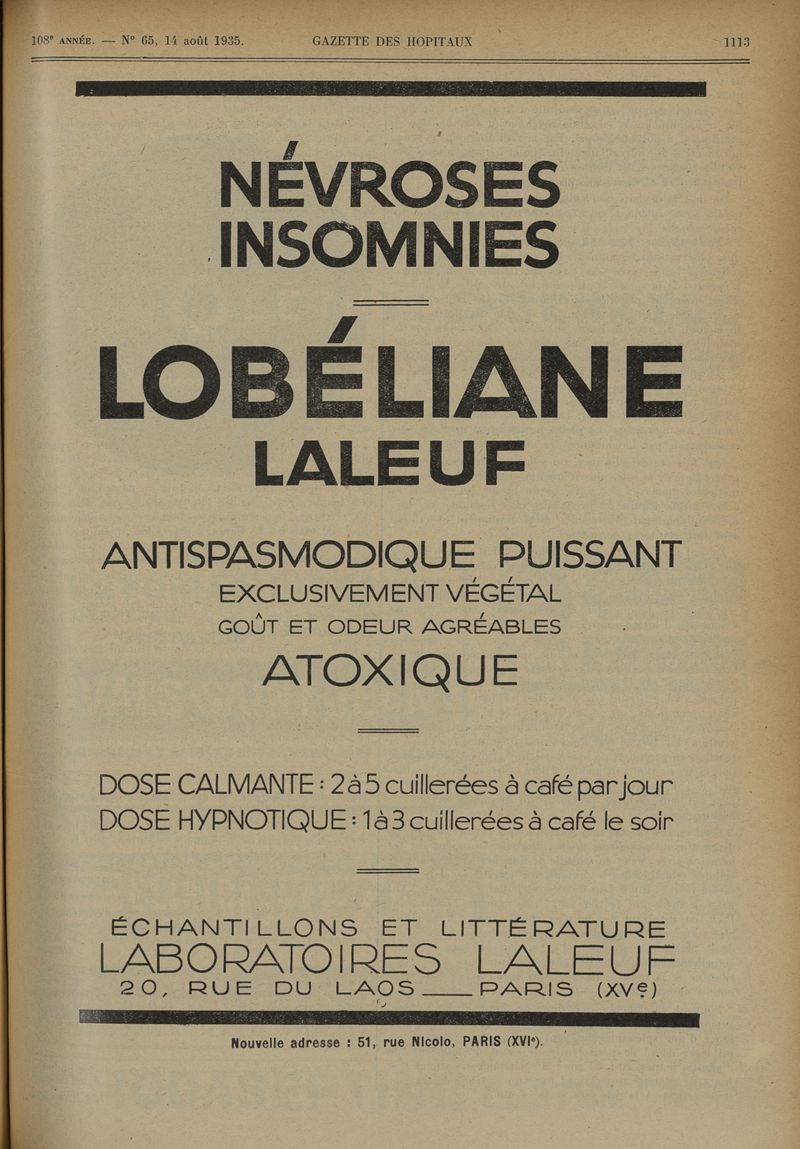 108e ANNÉE. — N° 65, 14 août 1935. GAZETTE DES HOPITAUX 1113
NÉVROSES
INSOMNIES
LOBÉLIANE
LALEUF
ANTISPASMODIQUE PUISSANT
EXCLUSIVEMENT VÉGÉTAL
GOÛT ET ODEUR AGRÉABLES
ATOXIQUE
DOSE CALMANTE : 2 à 5 cuillerées à café par jour
DOSE HYPNOTIQUE : 1 à 3 cuillerées à café le soir
ÉCHANTILLONS ET LITTÉRATURE
LABORATOIRES LALEUF
20, RUE DU LAOS — PARIS (XVe)
Nouvelle adresse : 51, rue Nicolo, PARIS (XVIe).